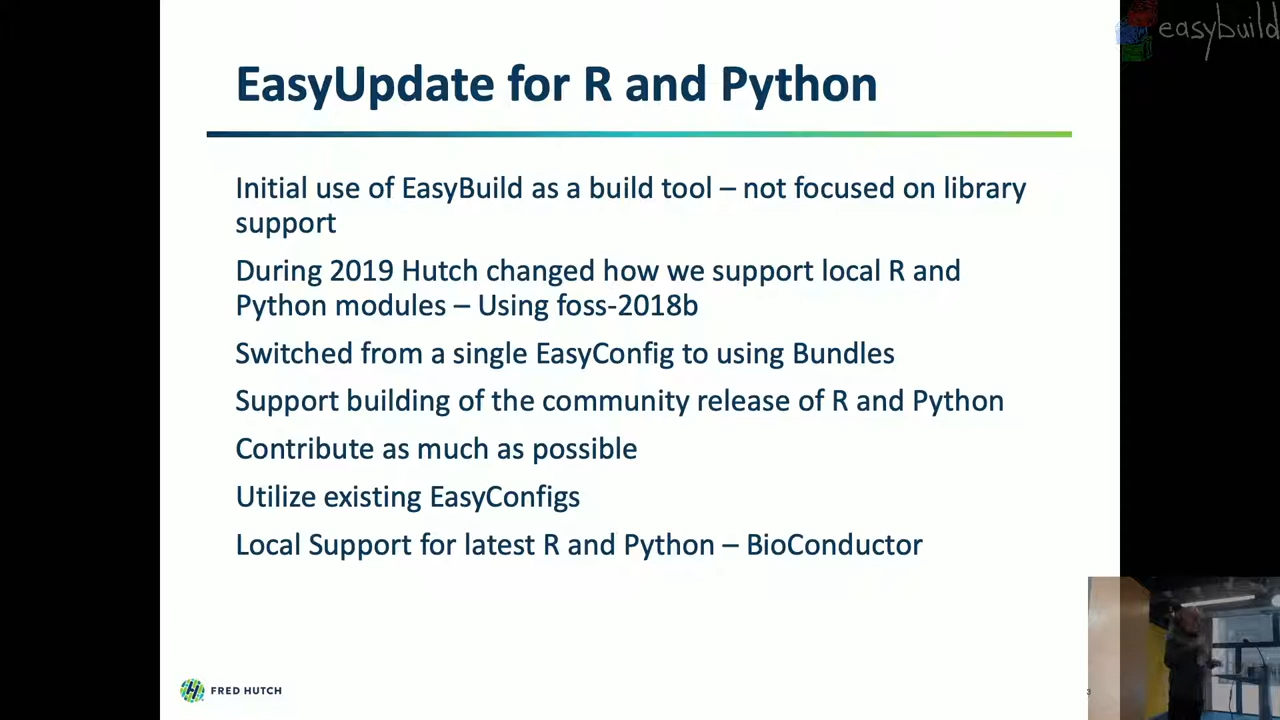 easybuild
EasyUpdate for R and Python
Initial use of EasyBuild as a build tool – not focused on library
support
During 2019 Hutch changed how we support local R and
Python modules – Using foss-2018b
Switched from a single EasyConfig to using Bundles
Support building of the community release of R and Python
Contribute as much as possible
Utilize existing EasyConfigs
Local Support for latest R and Python – BioConductor
FRED HUTCH
3